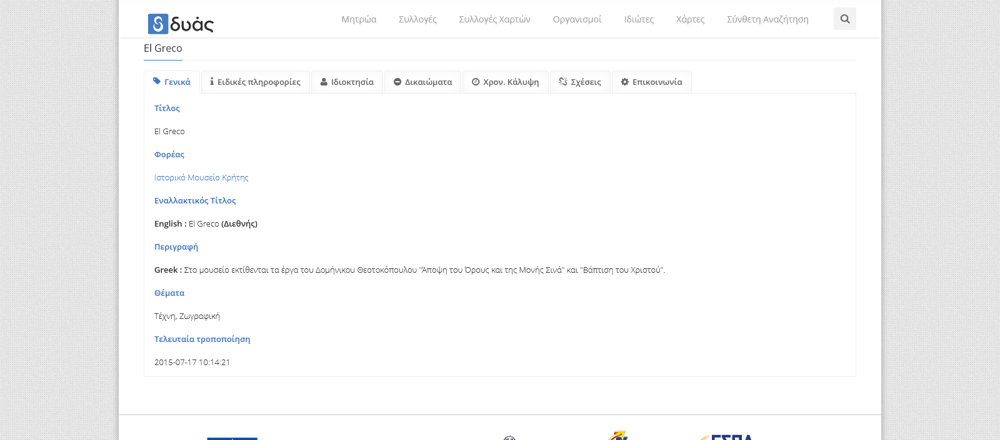 δυάς
Μητρώα Συλλογές Συλλογές Χαρτών Οργανισμοί Ιδιώτες Χάρτες Σύνθετη Αναζήτηση
El Greco
Γενικά Ειδικές πληροφορίες Ιδιοκτησία Δικαιώματα Χρον. Κάλυψη Σχέσεις Επικοινωνία
Τίτλος
El Greco
Φορέας
Ιστορικό Μουσείο Κρήτης
Εναλλακτικός Τίτλος
English : El Greco (Διεθνής)
Περιγραφή
Greek : Στο μουσείο εκτίθενται τα έργα του Δομήνικου Θεοτοκόπουλου "Άποψη του Όρους και της Μονής Σινά" και "Βάπτιση του Χριστού".
Θέματα
Τέχνη, Ζωγραφική
Τελευταία τροποποίηση
2015-07-17 10:14:21